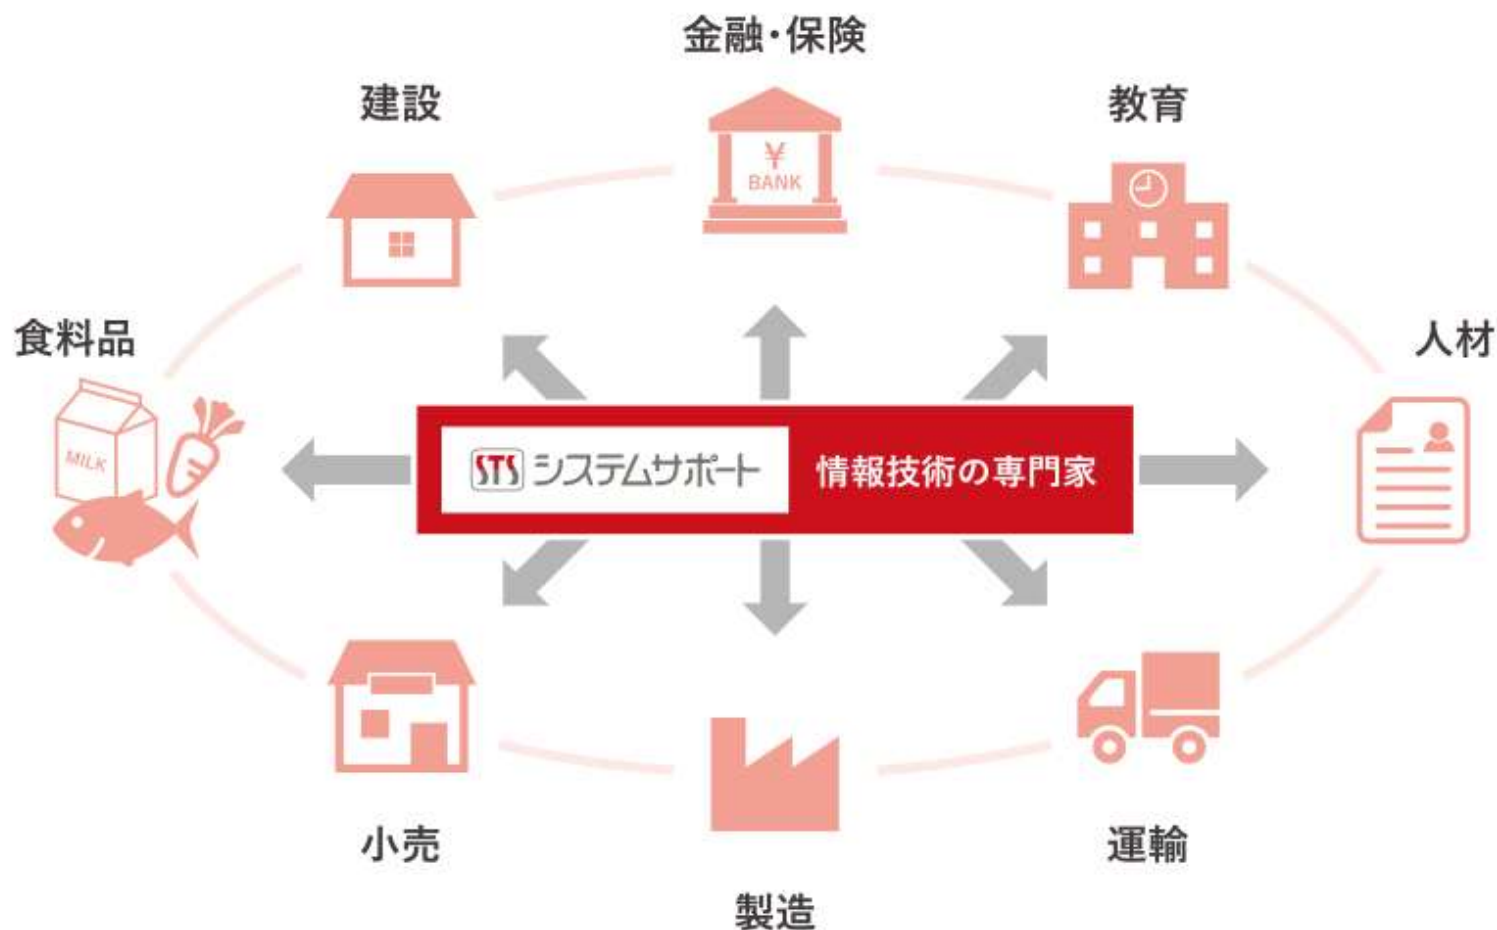 金融・保険
建設
教育
¥
BANK
食料品
人材
MILK
STS システムサポート 情報技術の専門家
小売
運輸
製造